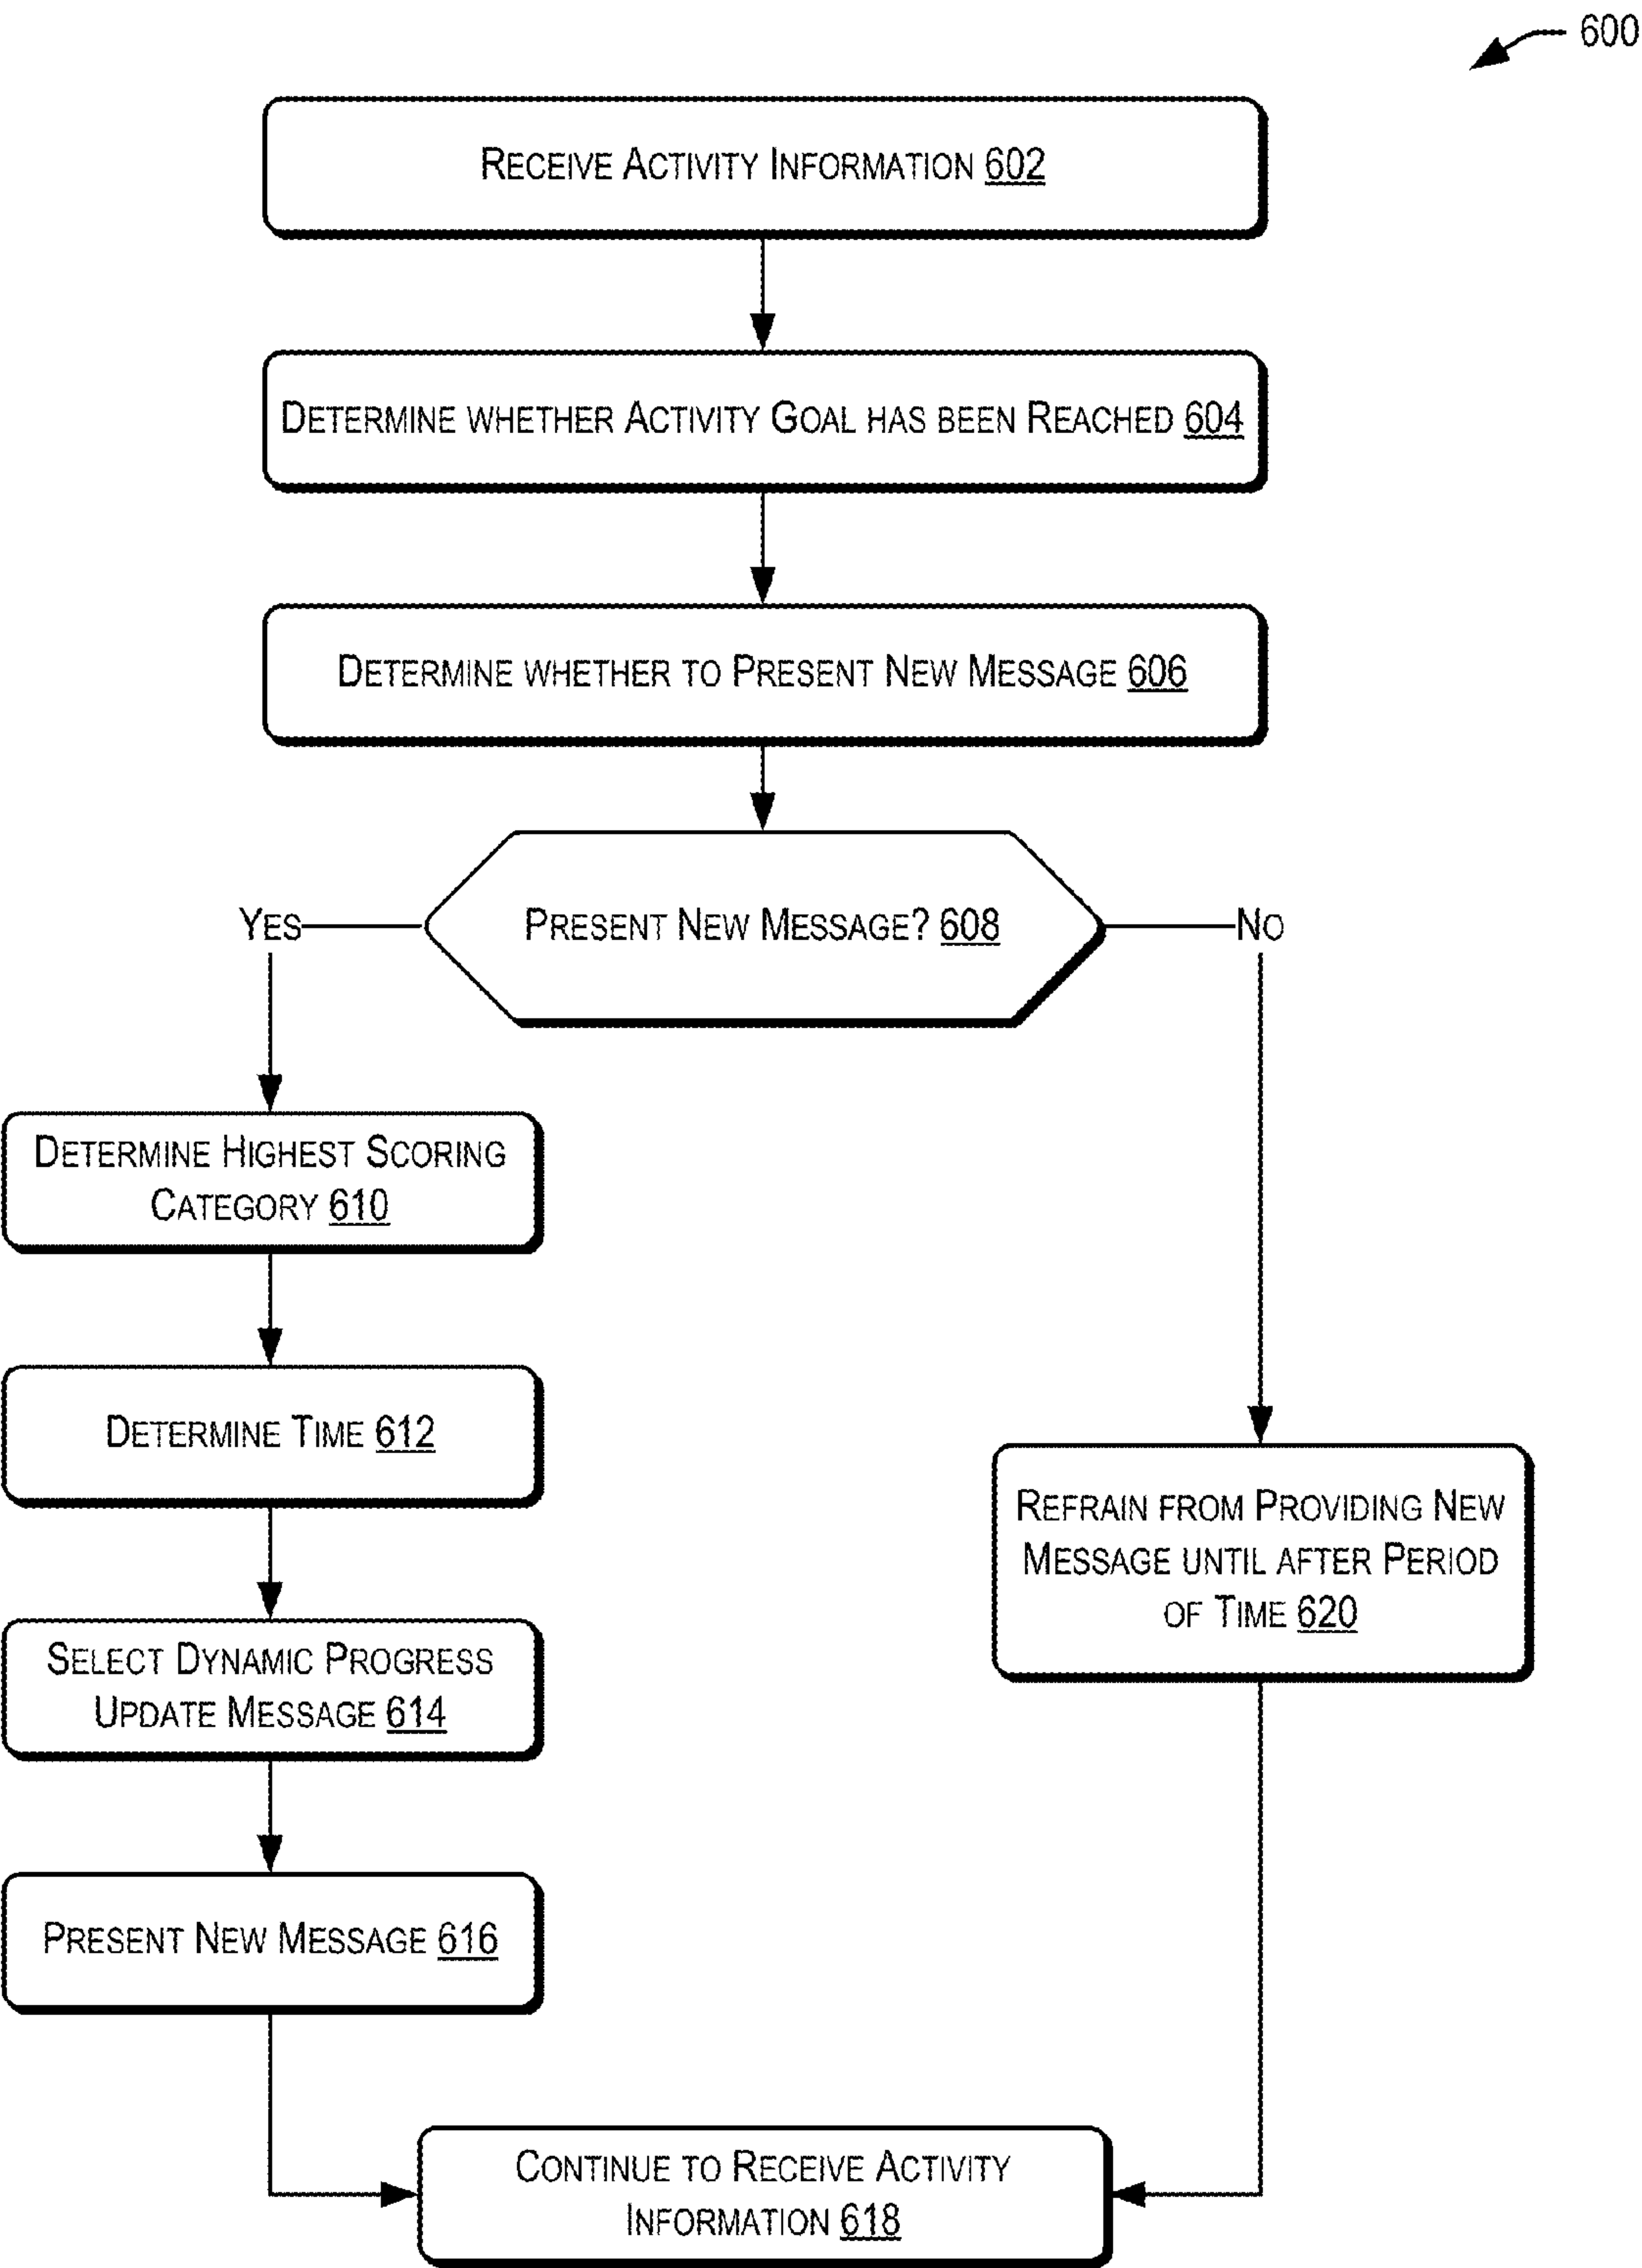 600
RECEIVE ACTIVITY INFORMATION 602
DETERMINE WHETHER ACTIVITY GOAL HAS BEEN REACHED 604
DETERMINE WHETHER TO PRESENT NEW MESSAGE 606
YES
PRESENT NEW MESSAGE? 608
NO
DETERMINE HIGHEST SCORING
CATEGORY 610
DETERMINE TIME 612
REFRAIN FROM PROVIDING NEW
MESSAGE UNTIL AFTER PERIOD
OF TIME 620
SELECT DYNAMIC PROGRESS
UPDATE MESSAGE 614
PRESENT NEW MESSAGE 616
CONTINUE TO RECEIVE ACTIVITY
INFORMATION 618